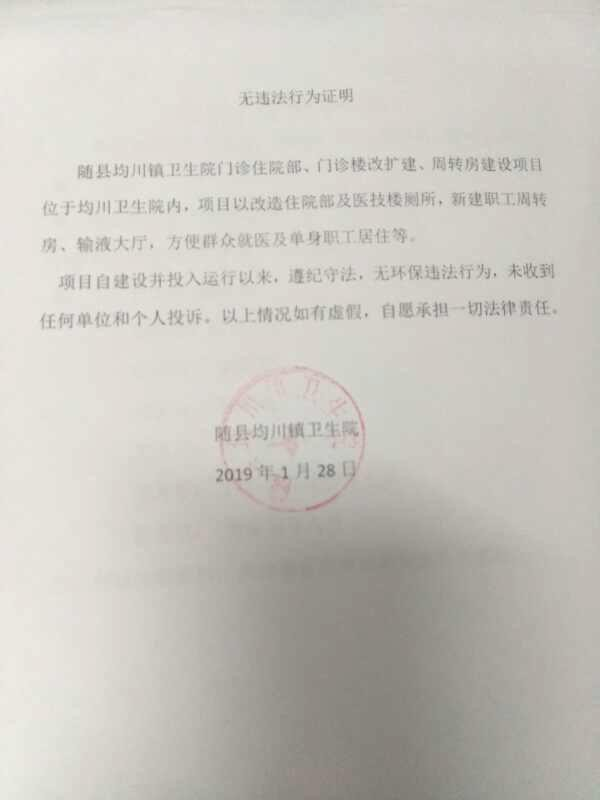 无违法行为证明
随县均川镇卫生院门诊住院部、门诊楼改扩建、周转房建设项目
位于均川卫生院内，项目以改造住院部及医技楼厕所，新建职工周转
房、输液大厅，方便群众就医及单身职工居住等。
项目自建设并投入运行以来，遵纪守法，无环保违法行为，未收到
任何单位和个人投诉。以上情况如有虚假，自愿承担一切法律责任。
随县均川镇卫生院
2019年1月28日